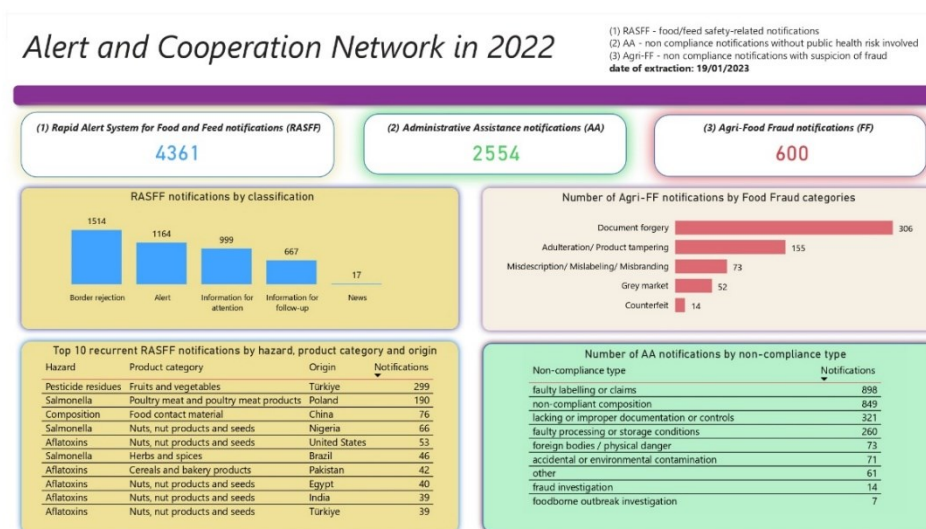 Alert and Cooperation Network in 2022
(1) RASFF - food/feed safety-related notifications
(2) AA - non compliance notifications without public health risk involved
(3) Agri-FF - non compliance notifications with suspicion of fraud
date of extraction: 19/01/2023
(1) Rapid Alert System for Food and Feed notifications (RASFF)
4361
(2) Administrative Assistance notifications (AA)
2554
(3) Agri-Food Fraud notifications (FF)
600
RASFF notifications by classification
1514
1164
999
667
17
Border rejection
Alert
Information for
attention
Information for
follow-up
News
Number of Agri-FF notifications by Food Fraud categories
Document forgery 306
Adulteration/ Product tampering 155
Misdescription/ Mislabeling/ Misbranding 73
Grey market 52
Counterfeit 14
Top 10 recurrent RASFF notifications by hazard, product category and origin
Hazard Product category Origin Notifications
Pesticide residues Fruits and vegetables Türkiye 299
Salmonella Poultry meat and poultry meat products Poland 190
Composition Food contact material China 76
Salmonella Nuts, nut products and seeds Nigeria 66
Aflatoxins Nuts, nut products and seeds United States 53
Salmonella Herbs and spices Brazil 46
Aflatoxins Cereals and bakery products Pakistan 42
Aflatoxins Nuts, nut products and seeds Egypt 40
Aflatoxins Nuts, nut products and seeds India 39
Aflatoxins Nuts, nut products and seeds Türkiye 39
Number of AA notifications by non-compliance type
Non-compliance type Notifications
faulty labelling or claims 898
non-compliant composition 849
lacking or improper documentation or controls 321
faulty processing or storage conditions 260
foreign bodies / physical danger 73
accidental or environmental contamination 71
other 61
fraud investigation 14
foodborne outbreak investigation 7